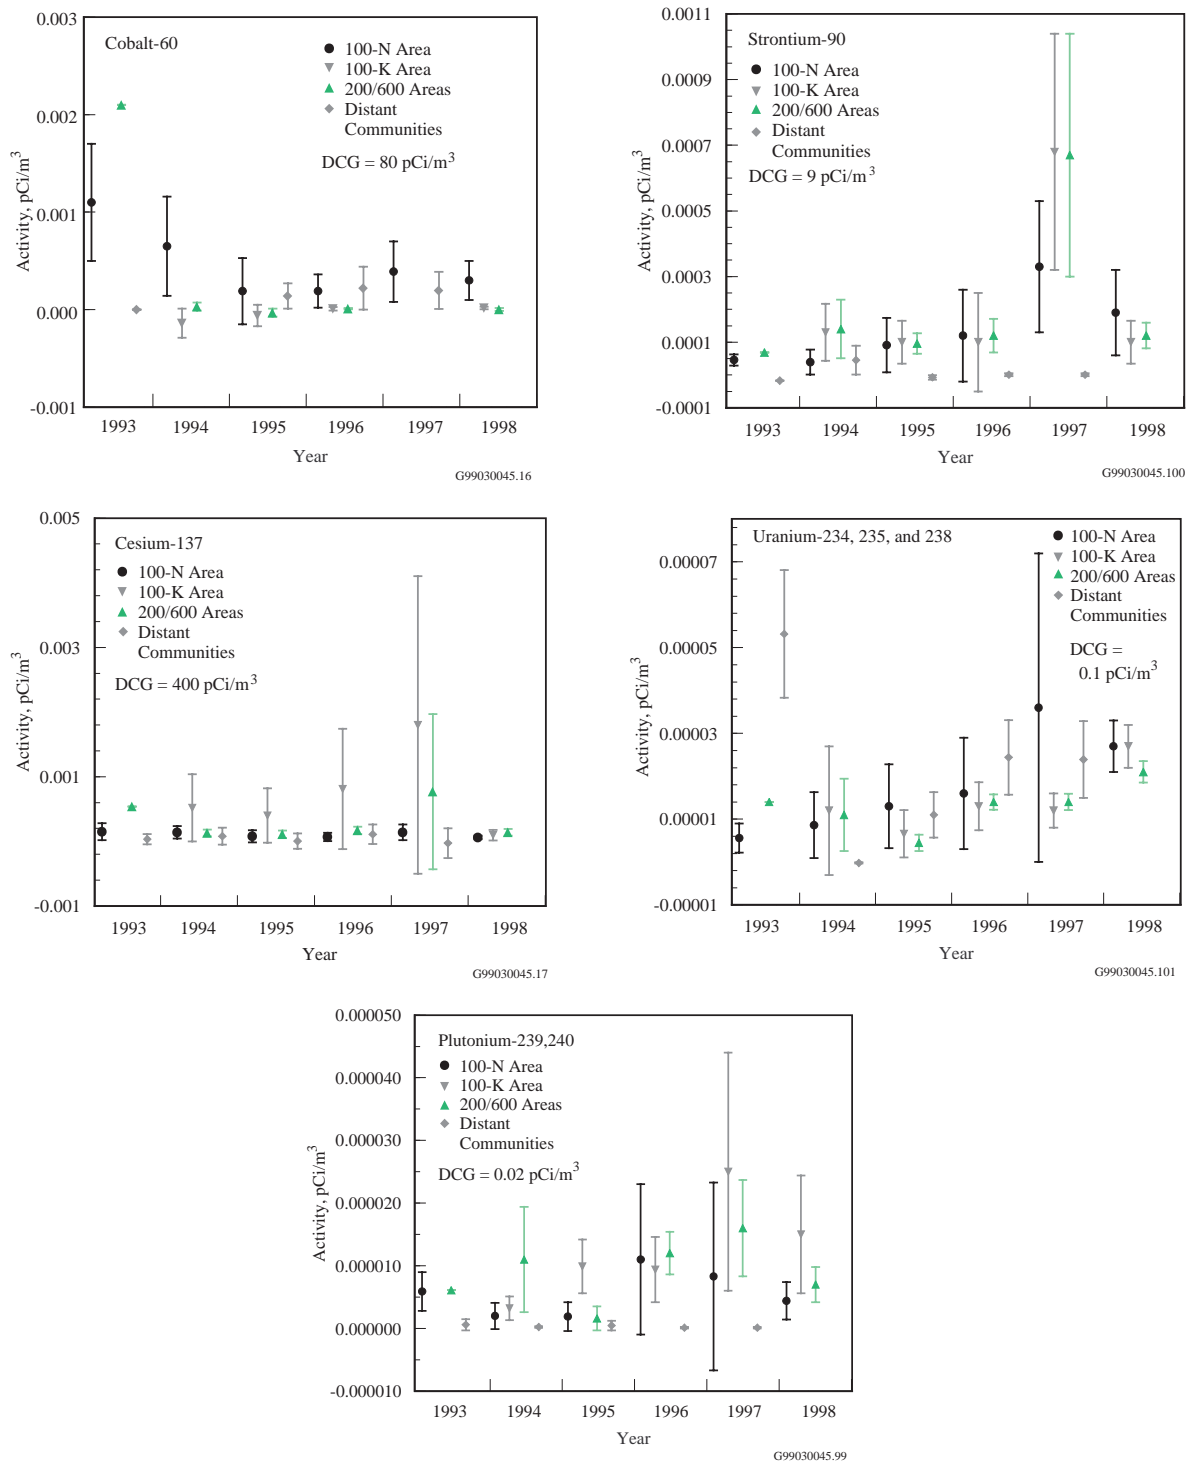 0.003
0.002
0.001
0.000
-0.001
Activity, pCi/m3
Cobalt-60
100-N Area
100-K Area
200/600 Areas
Distant
Communities
DCG = 80 pCi/m3
1993 1994 1995 1996 1997 1998
Year
G99030045.16
0.0011
0.0009
0.0007
0.0005
0.0003
0.0001
-0.0001
Activity, pCi/m3
Strontium-90
100-N Area
100-K Area
200/600 Areas
Distant
Communities
DCG = 9 pCi/m3
1993 1994 1995 1996 1997 1998
Year
G99030045.100
0.005
0.003
0.001
-0.001
Activity, pCi/m3
Cesium-137
100-N Area
100-K Area
200/600 Areas
Distant
Communities
DCG = 400 pCi/m3
1993 1994 1995 1996 1997 1998
Year
G99030045.17
0.00007
0.00005
0.00003
0.00001
-0.00001
Activity, pCi/m3
Uranium-234, 235, and 238
100-N Area
100-K Area
200/600 Areas
Distant
Communities
DCG =
0.1 pCi/m3
1993 1994 1995 1996 1997 1998
Year
G99030045.101
0.000050
0.000040
0.000030
0.000020
0.000010
0.000000
-0.000010
Activity, pCi/m3
Plutonium-239,240
100-N Area
100-K Area
200/600 Areas
Distant
Communities
DCG = 0.02 pCi/m3
1993 1994 1995 1996 1997 1998
Year
G99030045.99